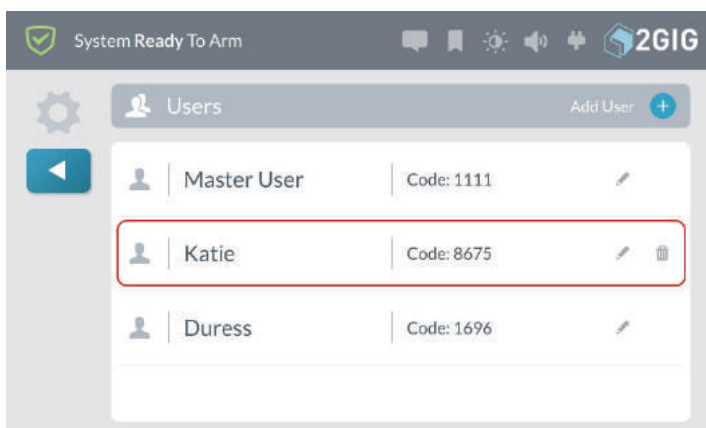 System Ready To Arm
2GIG
Users
Add User
Master User
Code: 1111
Katie
Code: 8675
Duress
Code: 1696